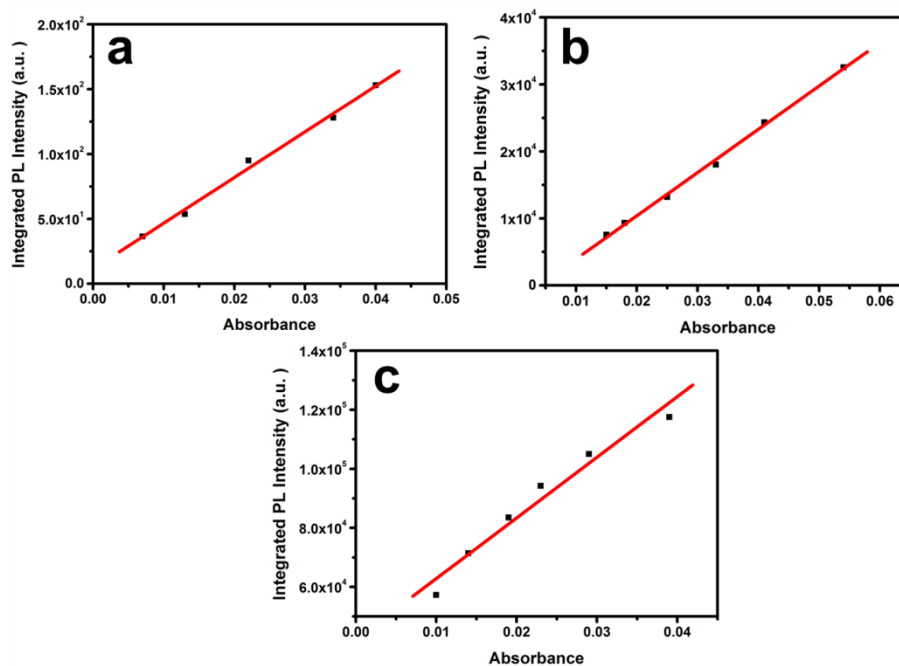 a
Integrated PL Intensity (a.u. )
2.0x10²
1.5x10²
1.0x10²
5.0x10¹
0.0
0.00 0.01 0.02 0.03 0.04 0.05
Absorbance
b
Integrated PL Intensity (a.u. )
4x10⁴
3x10⁴
2x10⁴
1x10⁴
0
0.01 0.02 0.03 0.04 0.05 0.06
Absorbance
c
Integrated PL Intensity (a.u. )
1.4x10⁵
1.2x10⁵
1.0x10⁵
8.0x10⁴
6.0x10⁴
0.00 0.01 0.02 0.03 0.04
Absorbance